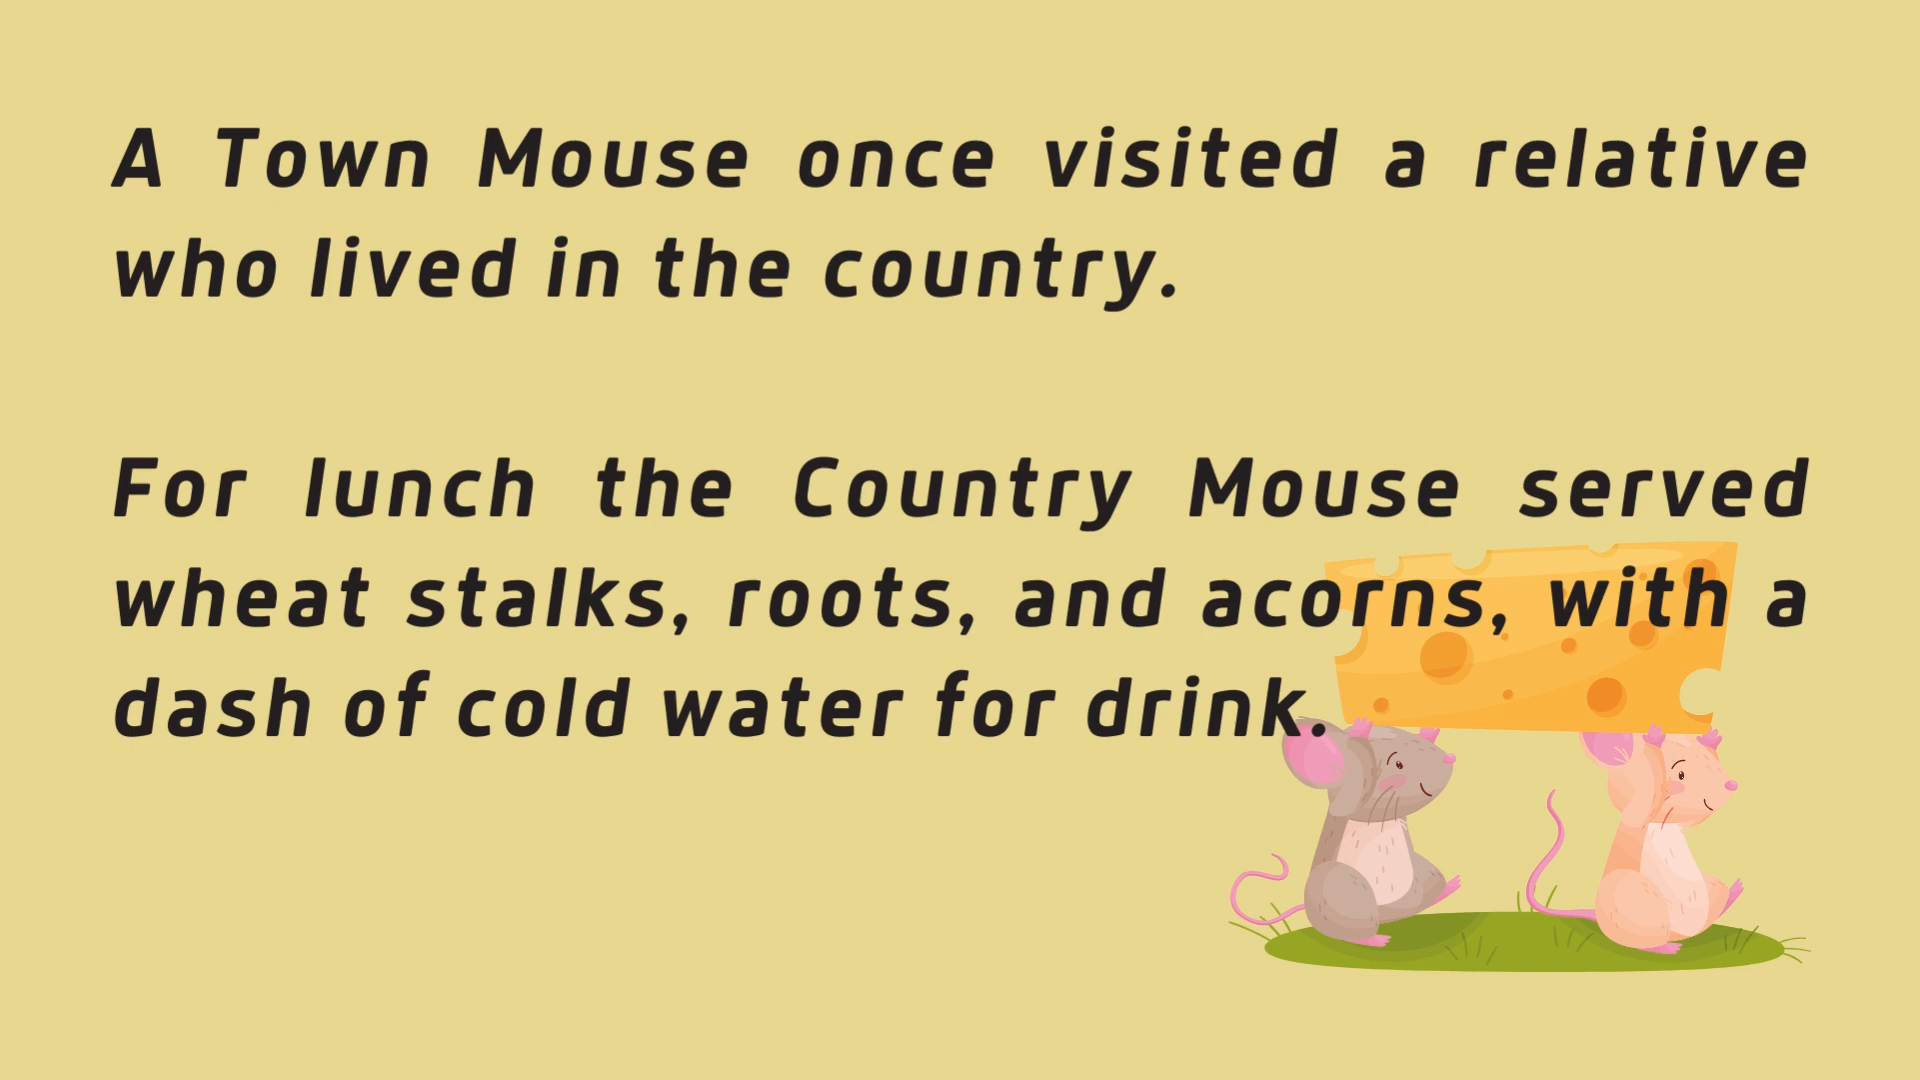 A Town Mouse once visited a relative
who lived in the country.
For lunch the Country Mouse served
wheat stalks, roots, and acorns, with a
dash of cold water for drink.